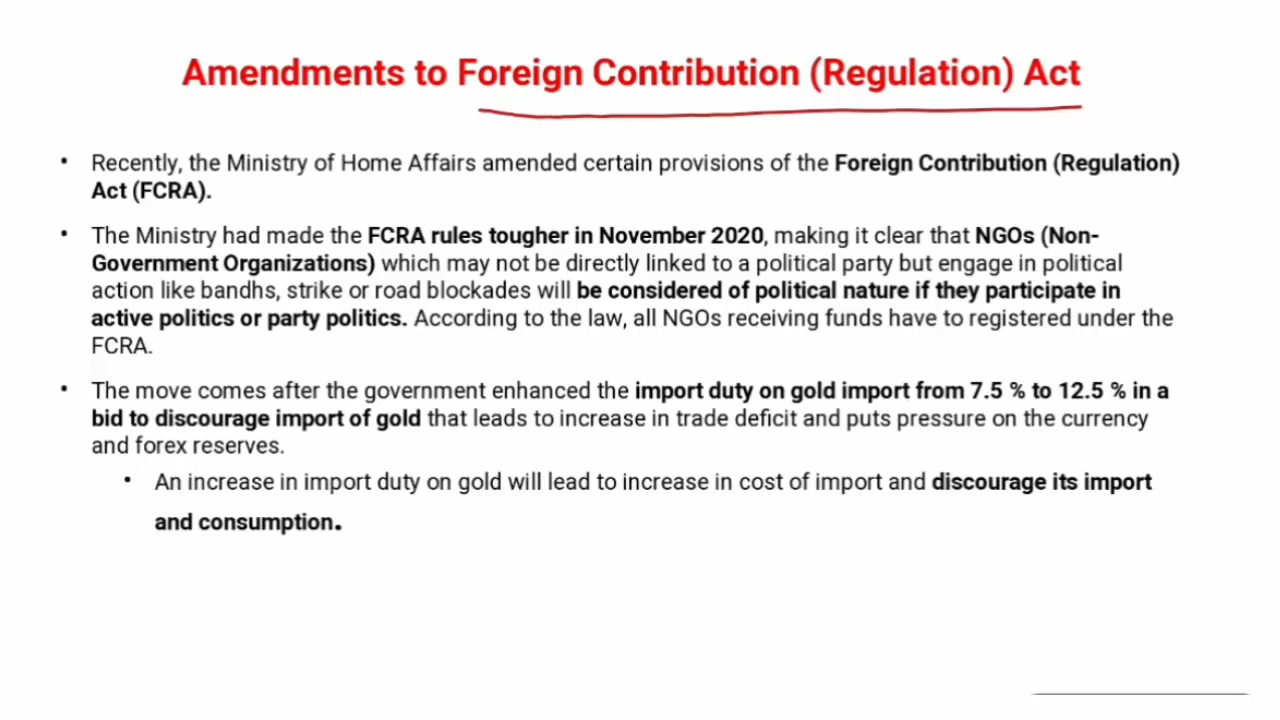 Amendments to Foreign Contribution (Regulation) Act
• Recently, the Ministry of Home Affairs amended certain provisions of the Foreign Contribution (Regulation)
Act (FCRA).
• The Ministry had made the FCRA rules tougher in November 2020, making it clear that NGOs (Non-
Government Organizations) which may not be directly linked to a political party but engage in political
action like bandhs, strike or road blockades will be considered of political nature if they participate in
active politics or party politics. According to the law, all NGOs receiving funds have to registered under the
FCRA.
• The move comes after the government enhanced the import duty on gold import from 7.5 % to 12.5 % in a
bid to discourage import of gold that leads to increase in trade deficit and puts pressure on the currency
and forex reserves.
• An increase in import duty on gold will lead to increase in cost of import and discourage its import
and consumption.